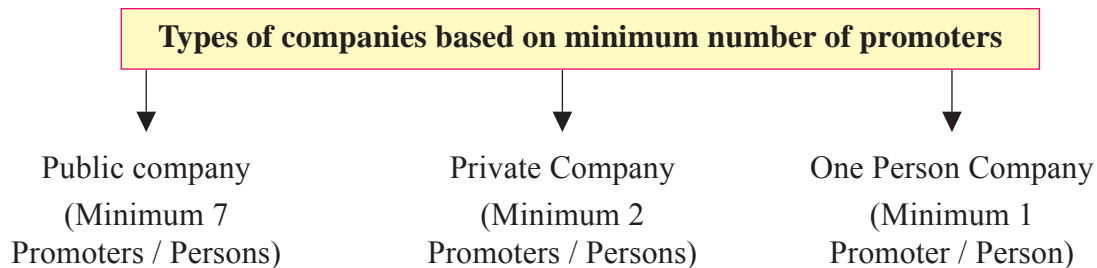 Types of companies based on minimum number of promoters
Public company
(Minimum 7
Promoters / Persons)
Private Company
(Minimum 2
Promoters / Persons)
One Person Company
(Minimum 1
Promoter / Person)